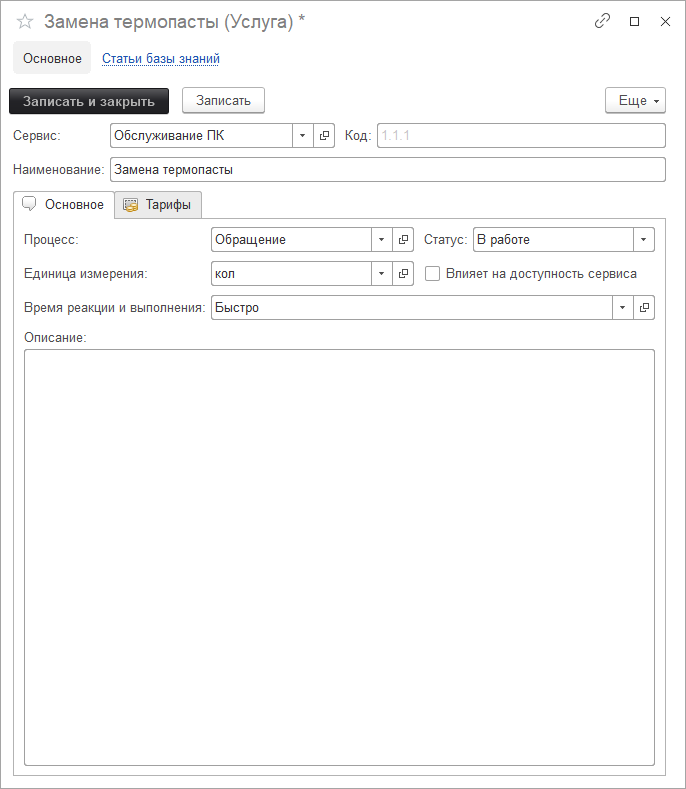 Замена термопасты (Услуга) *
Основное Статьи базы знаний
Записать и закрыть Записать Еще
Сервис: Обслуживание ПК Код: 1.1.1
Наименование: Замена термопасты
Основное Тарифы
Процесс: Обращение Статус: В работе
Единица измерения: кол Влияет на доступность сервиса
Время реакции и выполнения: Быстро
Описание: